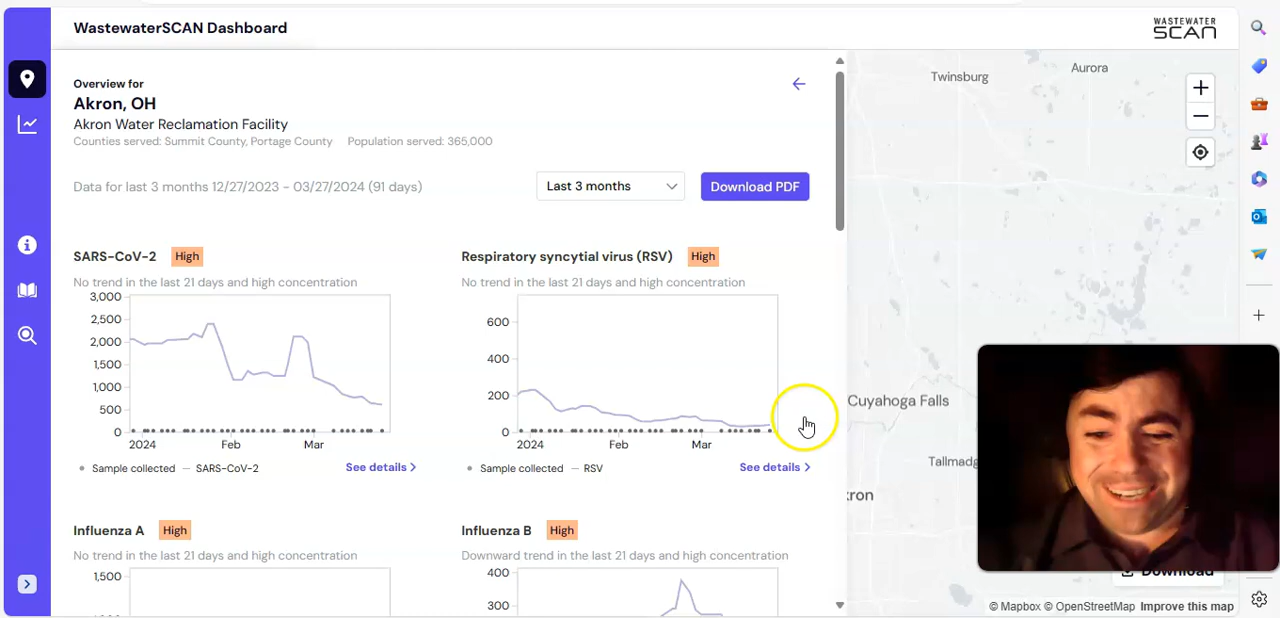 WastewaterSCAN Dashboard
WASTEWATER
SCAN
Overview for
Akron, OH
Akron Water Reclamation Facility
Counties served: Summit County, Portage County Population served: 365,000
Data for last 3 months 12/27/2023 - 03/27/2024 (91 days)
Last 3 months
Download PDF
SARS-CoV-2 High
No trend in the last 21 days and high concentration
3,000
2,500
2,000
1,500
1,000
500
0
2024 Feb Mar
Sample collected SARS-CoV-2
See details
Respiratory syncytial virus (RSV) High
No trend in the last 21 days and high concentration
600
400
200
0
2024 Feb Mar
Sample collected RSV
See details
Influenza A High
No trend in the last 21 days and high concentration
1,500
Influenza B High
Downward trend in the last 21 days and high concentration
400
300
Twinsburg
Aurora
Cuyahoga Falls
Tallmadg
kron
Download
© Mapbox © OpenStreetMap Improve this map